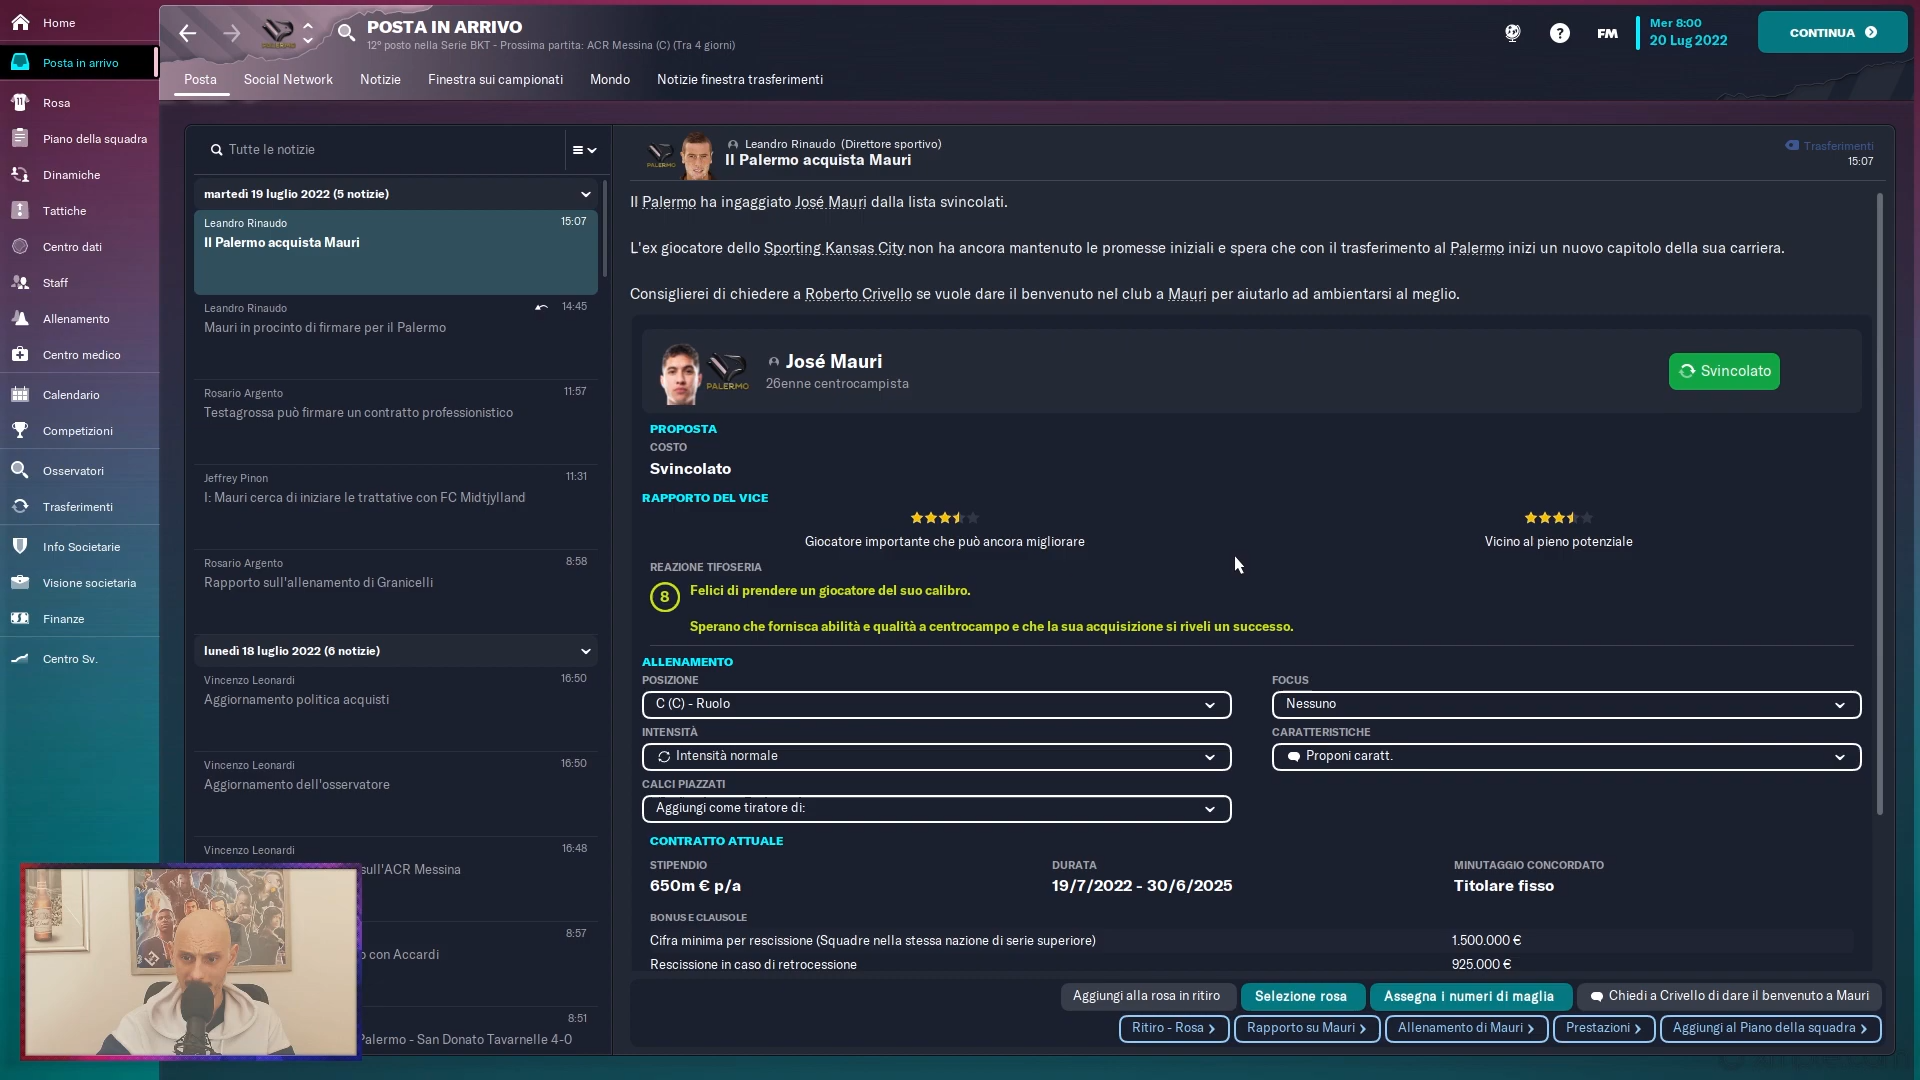 Home
Posta in arrivo
Rosa
Piano della squadra
Dinamiche
Tattiche
Centro dati
Staff
Allenamento
Centro medico
Calendario
Competizioni
Osservatori
Trasferimenti
Info Societarie
Visione societaria
Finanze
Centro Sv.
PALERMO
POSTA IN ARRIVO
12° posto nella Serie BKT - Prossima partita: ACR Messina (C) (Tra 4 giorni)
FM
Mer 8:00
20 Lug 2022
CONTINUA
Posta
Social Network
Notizie
Finestra sui campionati
Mondo
Notizie finestra trasferimenti
Tutte le notizie
martedì 19 luglio 2022 (5 notizie)
Leandro Rinaudo 15:07
Il Palermo acquista Mauri
Leandro Rinaudo 14:45
Mauri in procinto di firmare per il Palermo
Rosario Argento 11:57
Testagrossa può firmare un contratto professionistico
Jeffrey Pinon 11:31
I: Mauri cerca di iniziare le trattative con FC Midtjylland
Rosario Argento 8:58
Rapporto sull'allenamento di Granicelli
lunedì 18 luglio 2022 (6 notizie)
Vincenzo Leonardi 16:50
Aggiornamento politica acquisti
Vincenzo Leonardi 16:50
Aggiornamento dell'osservatore
Vincenzo Leonardi 16:48
sull'ACR Messina
8:57
con Accardi
8:51
Palermo - San Donato Tavarnelle 4-0
PALERMO
Leandro Rinaudo (Direttore sportivo)
Il Palermo acquista Mauri
Trasferimenti
15:07
Il Palermo ha ingaggiato José Mauri dalla lista svincolati.
L'ex giocatore dello Sporting Kansas City non ha ancora mantenuto le promesse iniziali e spera che con il trasferimento al Palermo inizi un nuovo capitolo della sua carriera.
Consiglierei di chiedere a Roberto Crivello se vuole dare il benvenuto nel club a Mauri per aiutarlo ad ambientarsi al meglio.
PALERMO
José Mauri
26enne centrocampista
Svincolato
PROPOSTA
COSTO
Svincolato
RAPPORTO DEL VICE
Giocatore importante che può ancora migliorare
Vicino al pieno potenziale
REAZIONE TIFOSERIA
8
Felici di prendere un giocatore del suo calibro.
Sperano che fornisca abilità e qualità a centrocampo e che la sua acquisizione si riveli un successo.
ALLENAMENTO
POSIZIONE
C (C) - Ruolo
FOCUS
Nessuno
INTENSITÀ
Intensità normale
CARATTERISTICHE
Proponi caratt.
CALCI PIAZZATI
Aggiungi come tiratore di:
CONTRATTO ATTUALE
STIPENDIO
650m € p/a
DURATA
19/7/2022 - 30/6/2025
MINUTAGGIO CONCORDATO
Titolare fisso
BONUS E CLAUSOLE
Cifra minima per rescissione (Squadre nella stessa nazione di serie superiore) 1.500.000 €
Rescissione in caso di retrocessione 925.000 €
Aggiungi alla rosa in ritiro
Selezione rosa
Assegna i numeri di maglia
Chiedi a Crivello di dare il benvenuto a Mauri
Ritiro - Rosa
Rapporto su Mauri
Allenamento di Mauri
Prestazioni
Aggiungi al Piano della squadra